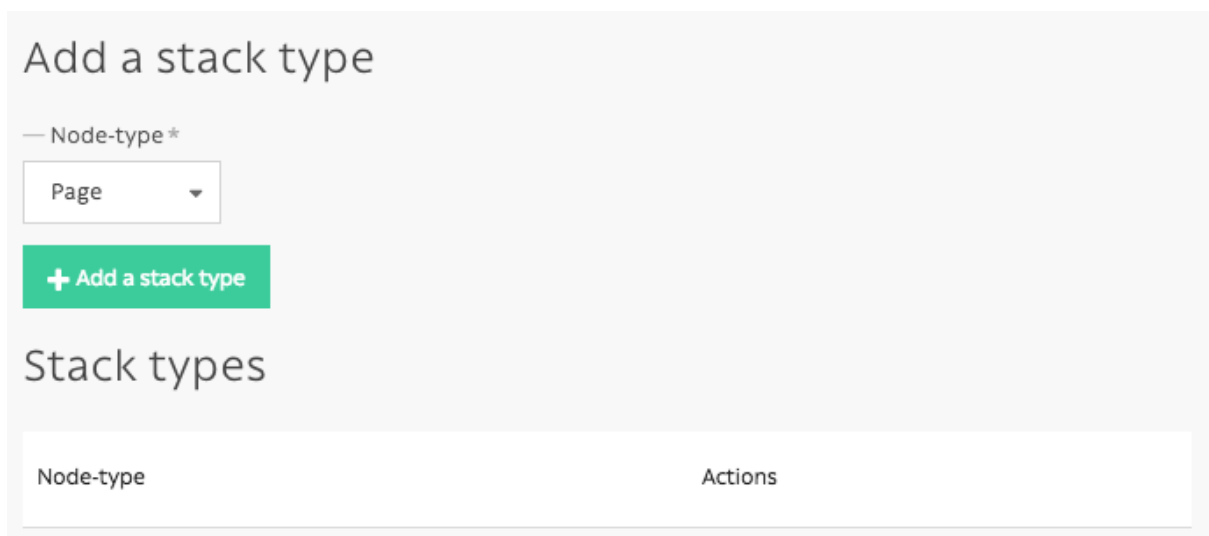 Add a stack type
— Node-type *
Page
+ Add a stack type
Stack types
Node-type Actions